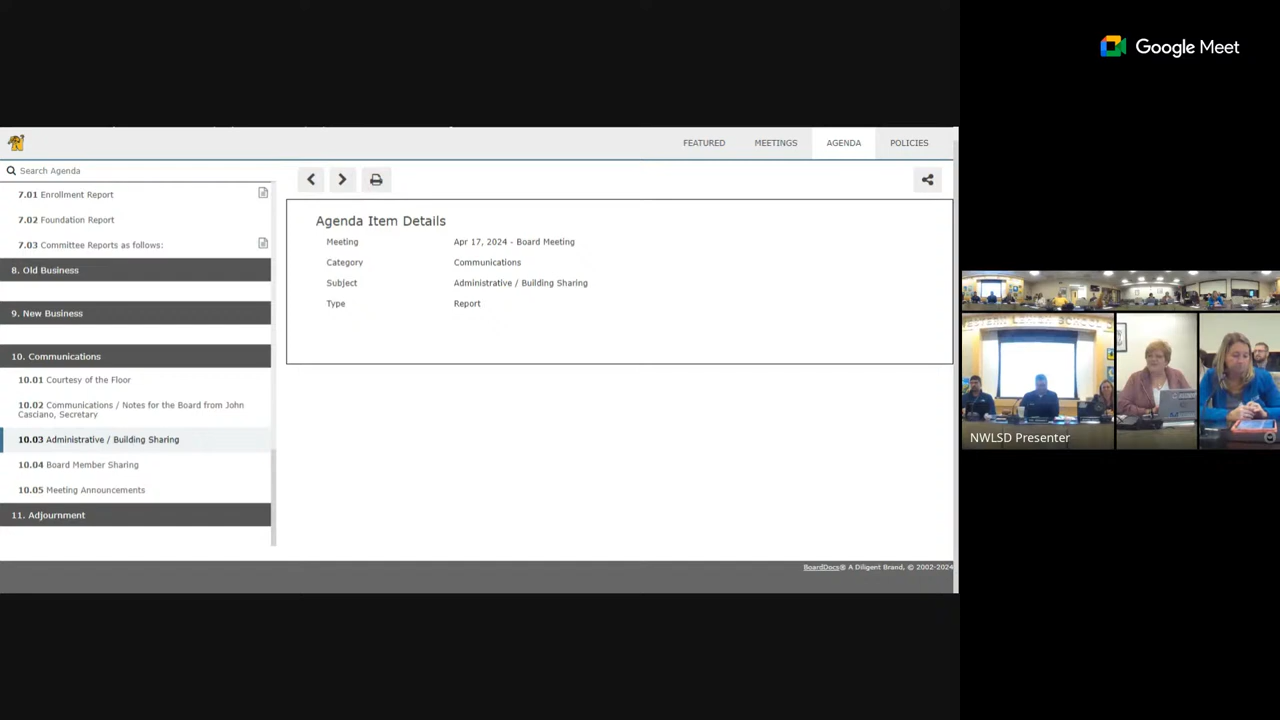 Google Meet
FEATURED
MEETINGS
AGENDA
POLICIES
Search Agenda
7.01 Enrollment Report
7.02 Foundation Report
7.03 Committee Reports as follows:
8. Old Business
9. New Business
10. Communications
10.01 Courtesy of the Floor
10.02 Communications / Notes for the Board from John
Casciano, Secretary
10.03 Administrative / Building Sharing
10.04 Board Member Sharing
10.05 Meeting Announcements
11. Adjournment
Agenda Item Details
Meeting Apr 17, 2024 - Board Meeting
Category Communications
Subject Administrative / Building Sharing
Type Report
BoardDocs® A Diligent Brand, © 2002-2024
SCHOOL
NWLSD Presenter